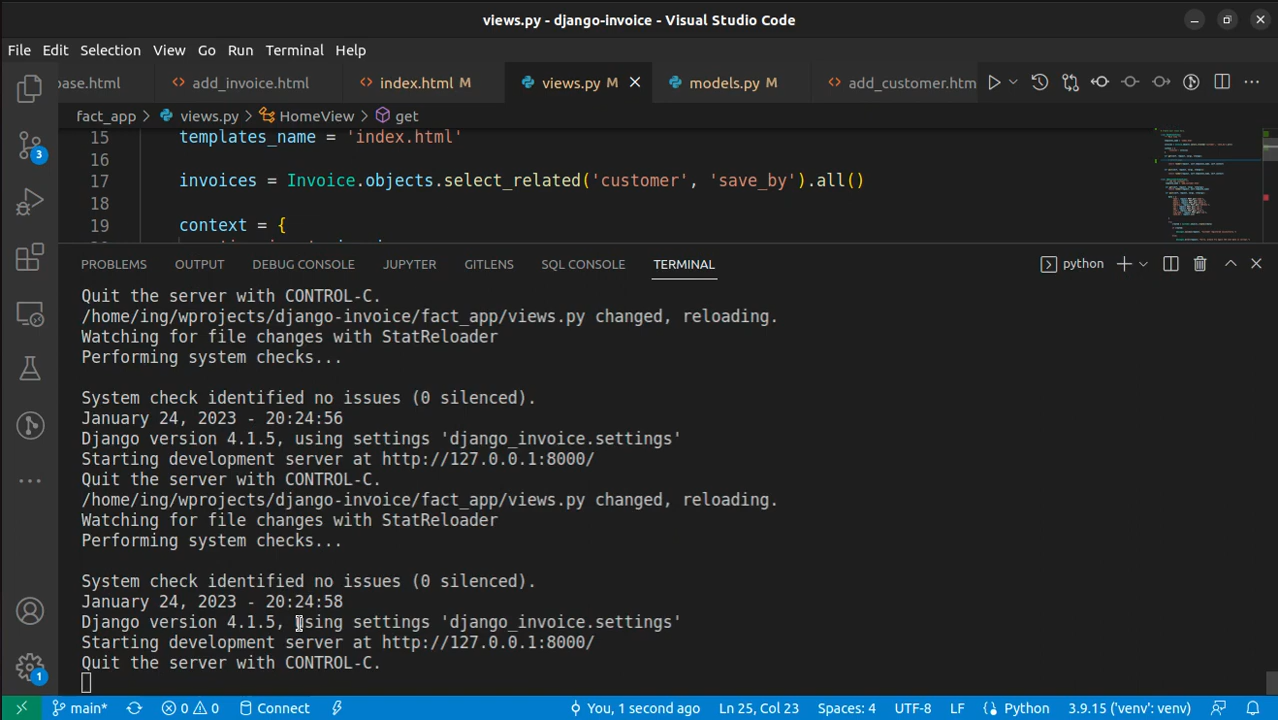 views.py - django-invoice - Visual Studio Code
File Edit Selection View Go Run Terminal Help
base.html add_invoice.html index.html M views.py M models.py M add_customer.htm
fact_app > views.py > HomeView > get
15 templates_name = 'index.html'
16
17 invoices = Invoice.objects.select_related('customer', 'save_by').all()
18
19 context = {
PROBLEMS OUTPUT DEBUG CONSOLE JUPYTER GITLENS SQL CONSOLE TERMINAL python
Quit the server with CONTROL-C.
/home/ing/wprojects/django-invoice/fact_app/views.py changed, reloading.
Watching for file changes with StatReloader
Performing system checks...
System check identified no issues (0 silenced).
January 24, 2023 - 20:24:56
Django version 4.1.5, using settings 'django_invoice.settings'
Starting development server at http://127.0.0.1:8000/
Quit the server with CONTROL-C.
/home/ing/wprojects/django-invoice/fact_app/views.py changed, reloading.
Watching for file changes with StatReloader
Performing system checks...
System check identified no issues (0 silenced).
January 24, 2023 - 20:24:58
Django version 4.1.5, using settings 'django_invoice.settings'
Starting development server at http://127.0.0.1:8000/
Quit the server with CONTROL-C.
3
1
main* 0 0 Connect You, 1 second ago Ln 25, Col 23 Spaces: 4 UTF-8 LF Python 3.9.15 ('venv': venv)